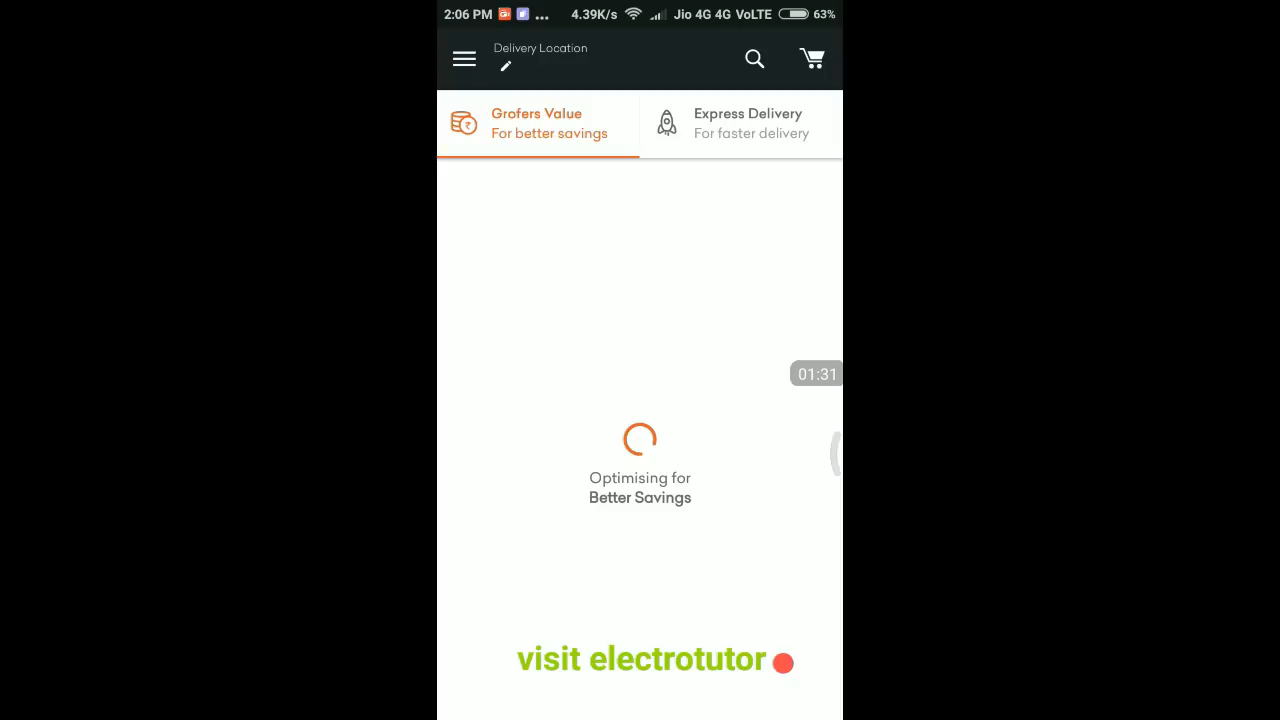 2:06 PM ... 4.39K/s Jio 4G 4G VoLTE 63%
Delivery Location
Grofers Value
For better savings
Express Delivery
For faster delivery
01:31
Optimising for
Better Savings
visit electrotutor